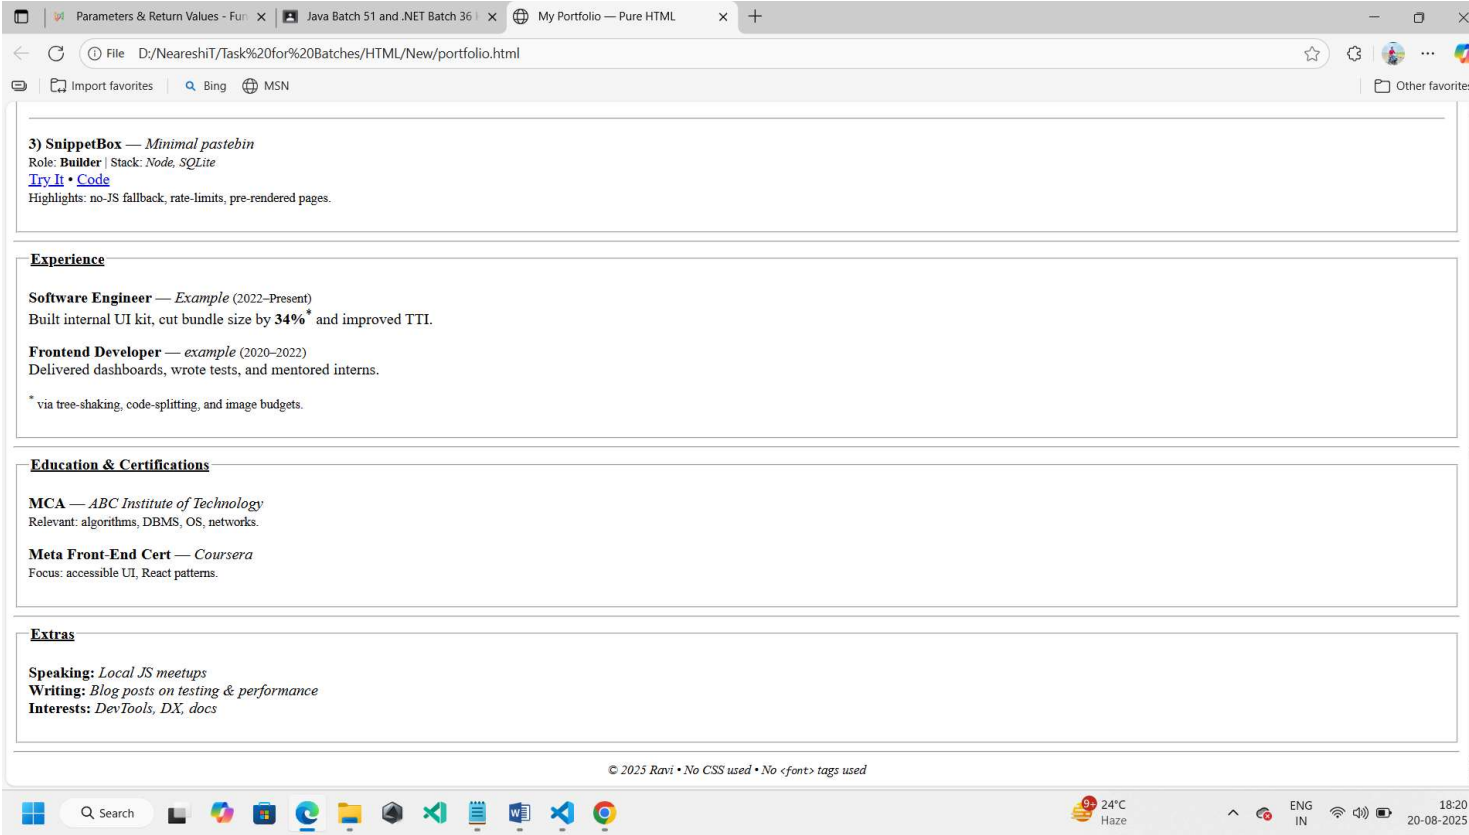 Parameters & Return Values - Fun
Java Batch 51 and .NET Batch 36
My Portfolio — Pure HTML
File D:/NeareshiT/Task%20for%20Batches/HTML/New/portfolio.html
Import favorites
Bing
MSN
Other favorites
3) SnippetBox — Minimal pastebin
Role: Builder | Stack: Node, SQLite
Try It • Code
Highlights: no-JS fallback, rate-limits, pre-rendered pages.
Experience
Software Engineer — Example (2022–Present)
Built internal UI kit, cut bundle size by 34%* and improved TTI.
Frontend Developer — example (2020–2022)
Delivered dashboards, wrote tests, and mentored interns.
* via tree-shaking, code-splitting, and image budgets.
Education & Certifications
MCA — ABC Institute of Technology
Relevant: algorithms, DBMS, OS, networks.
Meta Front-End Cert — Coursera
Focus: accessible UI, React patterns.
Extras
Speaking: Local JS meetups
Writing: Blog posts on testing & performance
Interests: DevTools, DX, docs
© 2025 Ravi • No CSS used • No <font> tags used
Search
9+
24°C
Haze
ENG
IN
18:20
20-08-2025